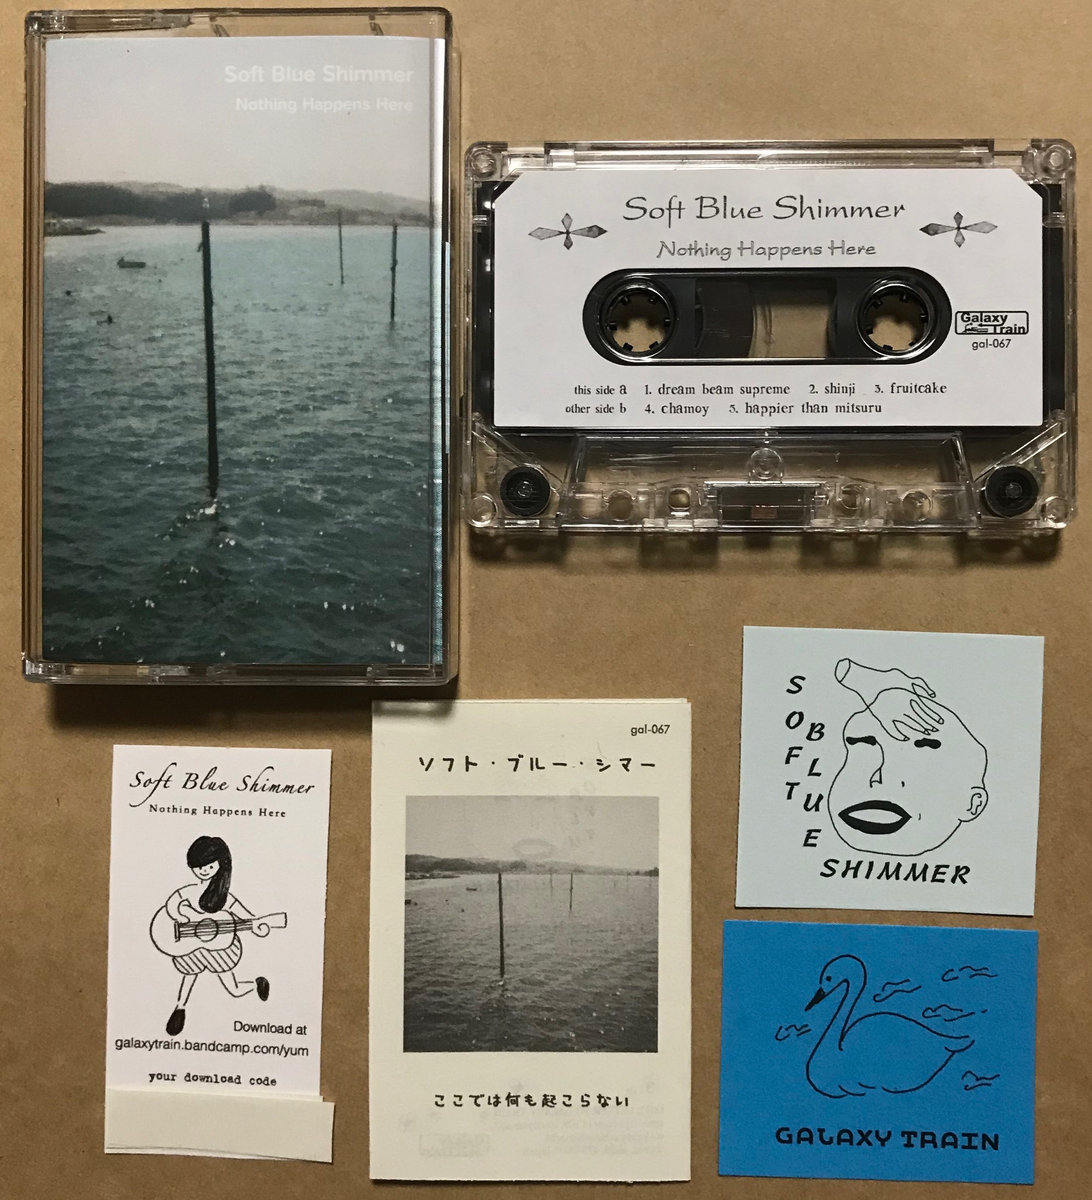 Soft Blue Shimmer
Nothing Happens Here
Soft Blue Shimmer
Nothing Happens Here
Galaxy
Train
gal-067
this side a 1. dream beam supreme 2. shinji 3. fruitcake
other side b 4. chamoy 5. happier than mitsuru
Soft Blue Shimmer
Nothing Happens Here
Download at
galaxytrain.bandcamp.com/yum
your download code
gal-067
ソフト・ブルー・シマー
ここでは何も起こらない
SOFT
BLUE
SHIMMER
GALAXY TRAIN